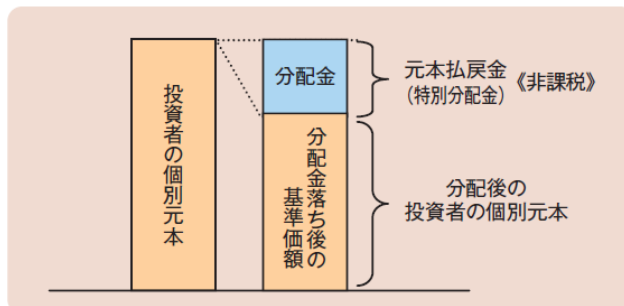 投資者の個別元本
分配金
分配金落ち後の
基準価額
元本払戻金
（特別分配金）
《非課税》
分配後の
投資者の個別元本